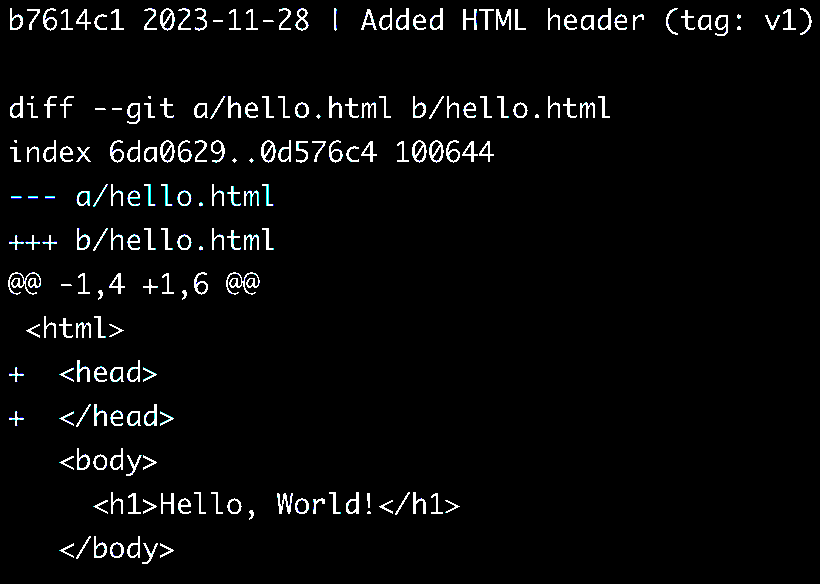 b7614c1 2023-11-28 | Added HTML header (tag: v1)

diff --git a/hello.html b/hello.html
index 6da0629..0d576c4 100644
--- a/hello.html
+++ b/hello.html
@@ -1,4 +1,6 @@
 <html>
+  <head>
+  </head>
   <body>
     <h1>Hello, World!</h1>
   </body>